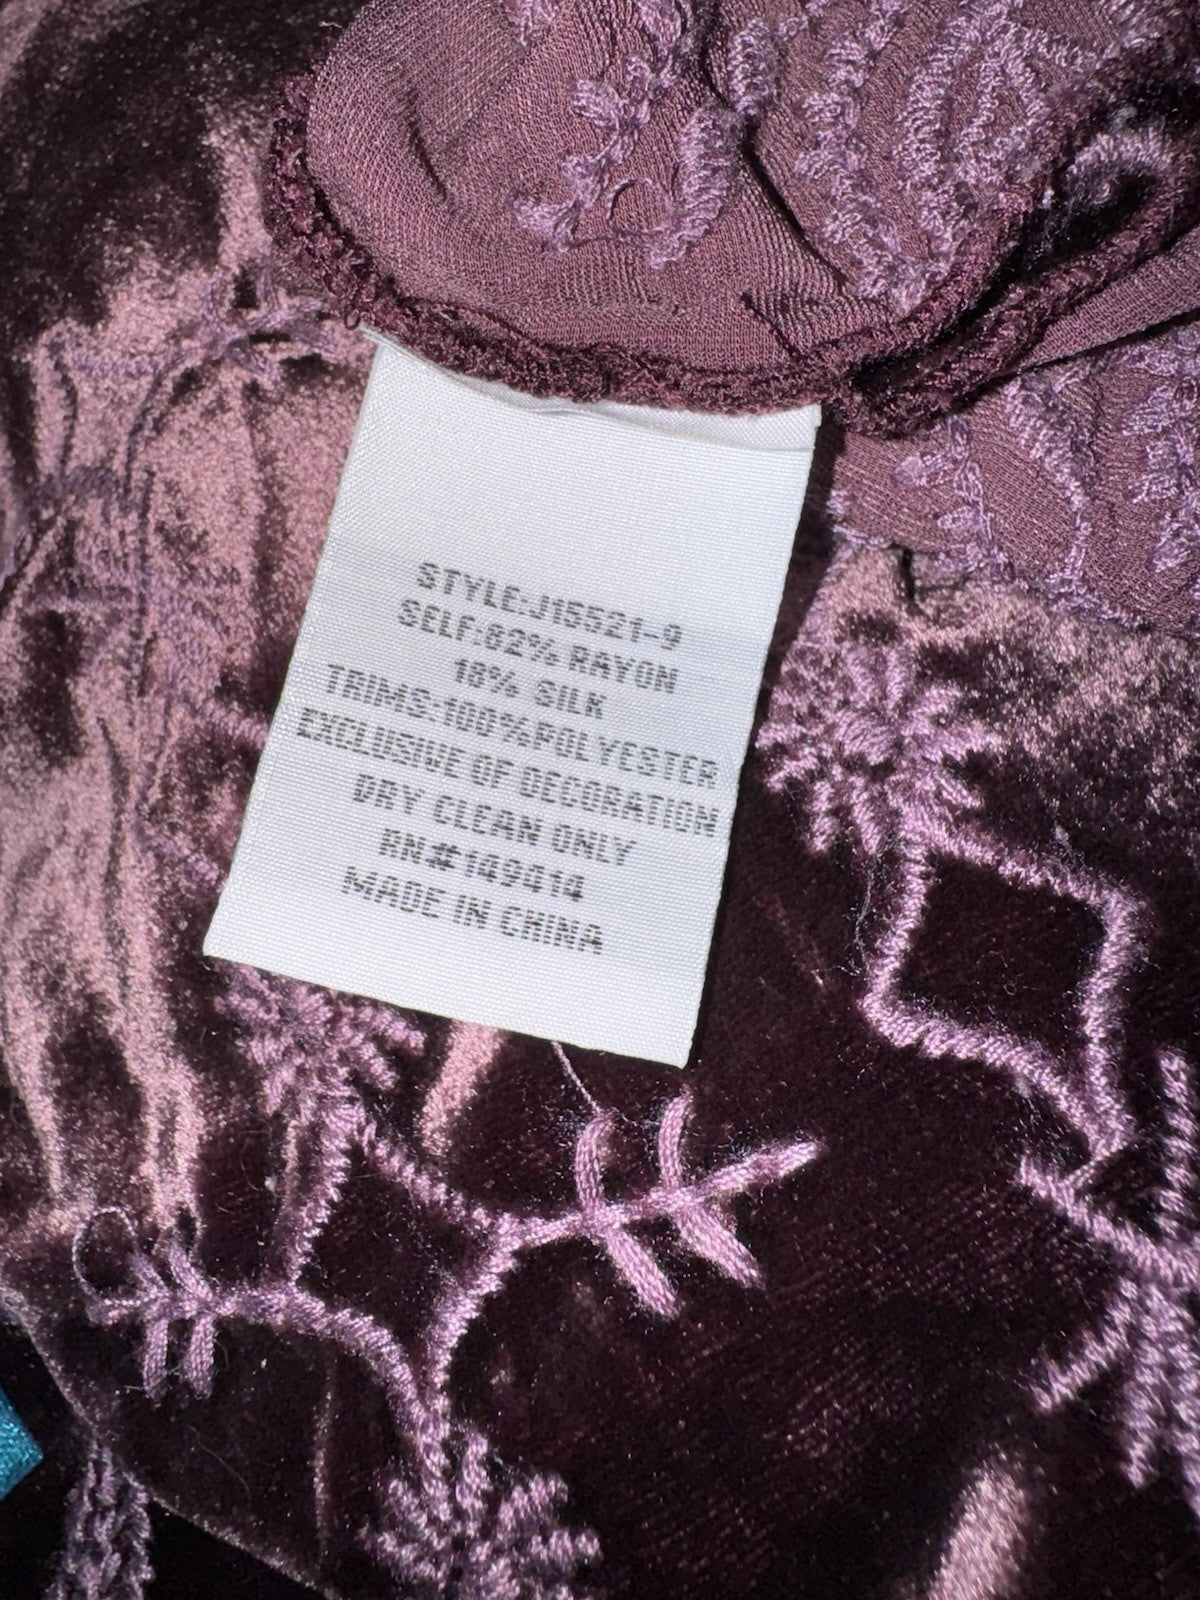 STYLE:J15521-9
SELF:82% RAYON
18% SILK
TRIMS:100%POLYESTER
EXCLUSIVE OF DECORATION
DRY CLEAN ONLY
RN#149414
MADE IN CHINA